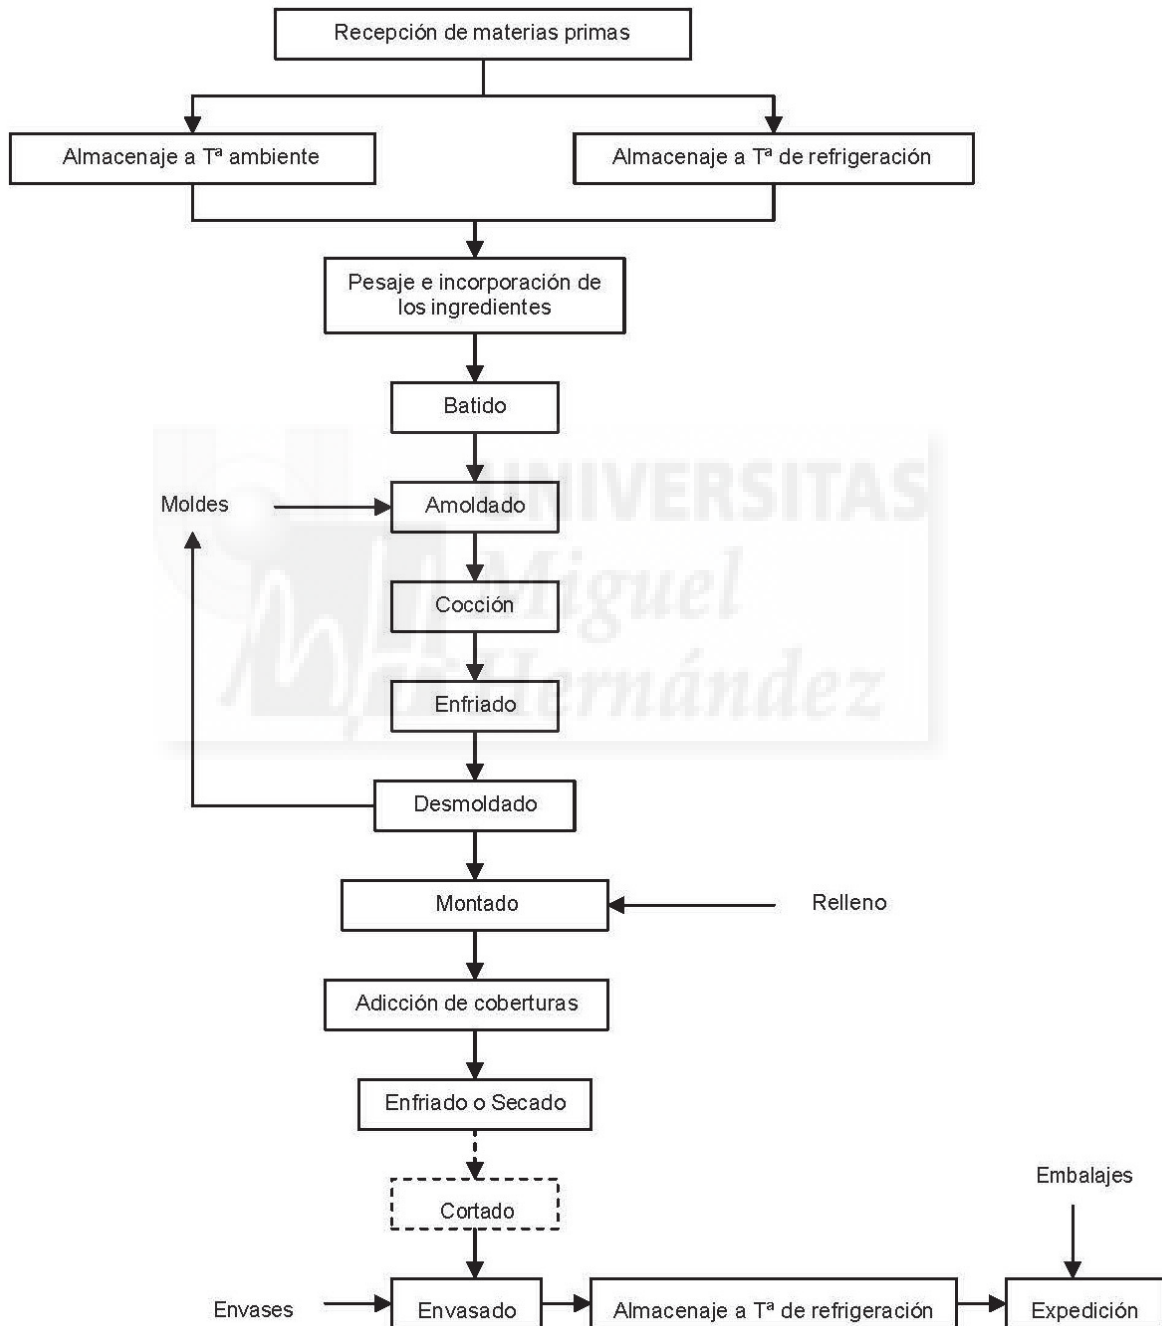 Recepción de materias primas
Almacenaje a Tª ambiente
Almacenaje a Tª de refrigeración
Pesaje e incorporación de
los ingredientes
Batido
UNIVERSITAS
Moldes
Amoldado
Miguel
Cocción
Hernández
Enfriado
Desmoldado
Montado
Relleno
Adicción de coberturas
Enfriado o Secado
Embalajes
Cortado
Envases
Envasado
Almacenaje a Tª de refrigeración
Expedición